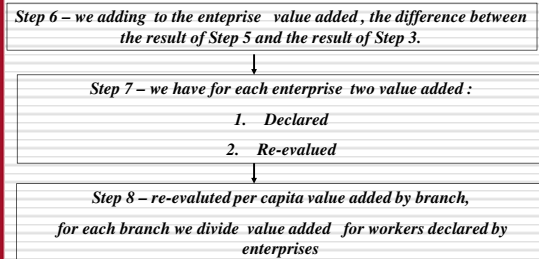 Step 6 – we adding to the enteprise value added , the difference between
the result of Step 5 and the result of Step 3.
Step 7 – we have for each enterprise two value added :
1. Declared
2. Re-evalued
Step 8 – re-evaluted per capita value added by branch,
for each branch we divide value added for workers declared by
enterprises